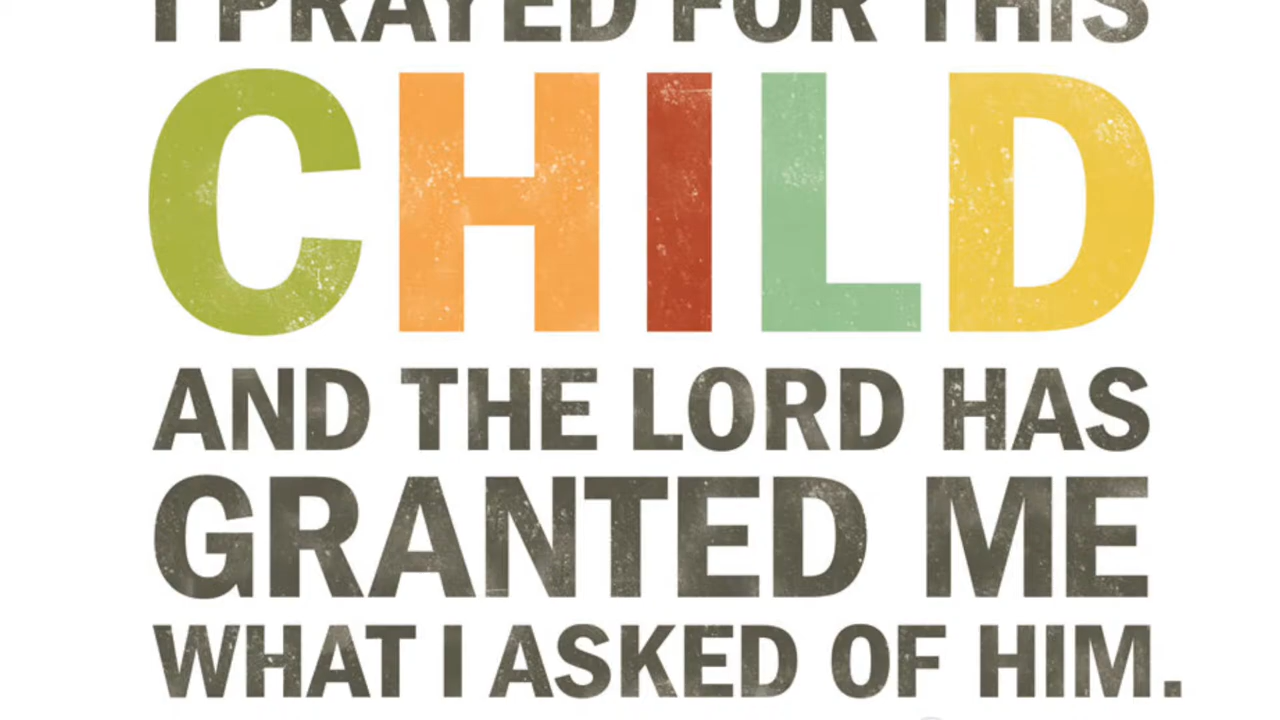 I PRAYED FOR THIS
CHILD
AND THE LORD HAS
GRANTED ME
WHAT I ASKED OF HIM.